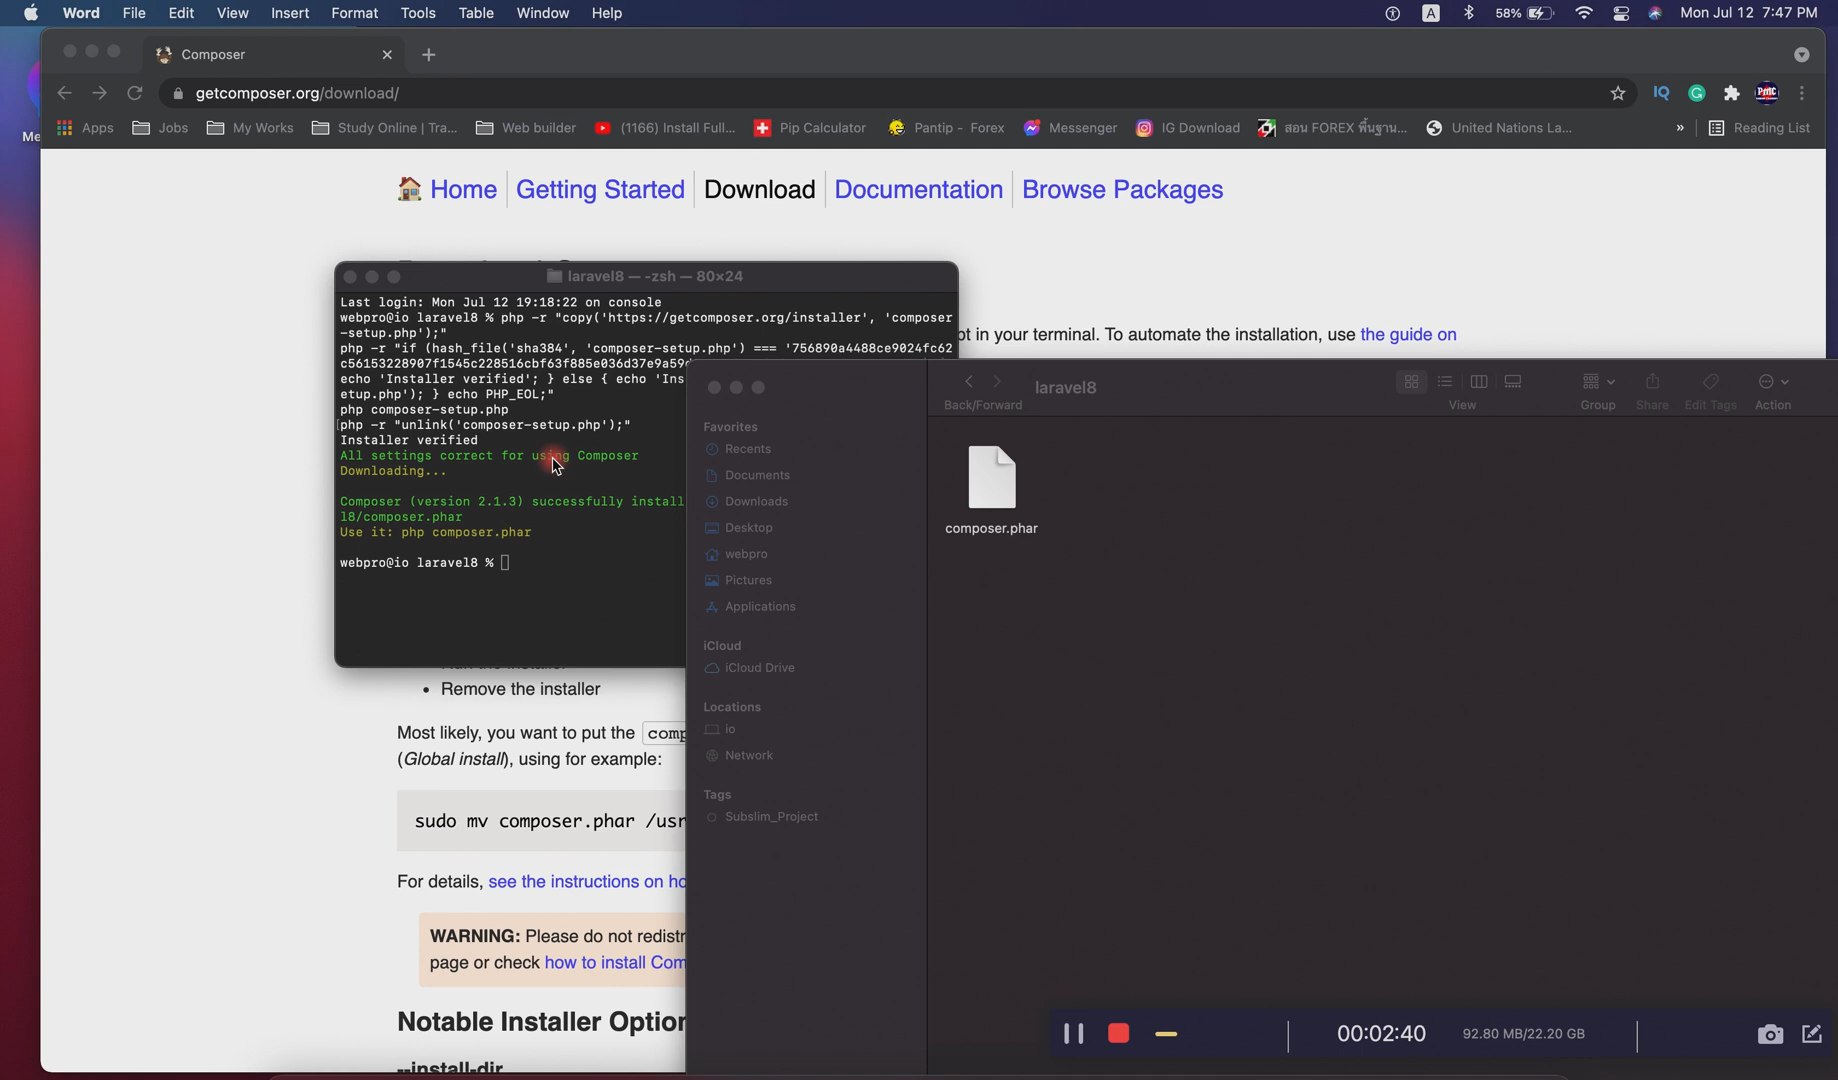 Word File Edit View Insert Format Tools Table Window Help A 58% Mon Jul 12 7:47 PM
Composer
getcomposer.org/download/ IQ
Apps Jobs My Works Study Online | Tra... Web builder (1166) Install Full... Pip Calculator Pantip - Forex Messenger IG Download สอน FOREX พื้นฐาน... United Nations La... » Reading List
Home Getting Started Download Documentation Browse Packages
laravel8 — -zsh — 80×24
Last login: Mon Jul 12 19:18:22 on console
webpro@io laravel8 % php -r "copy('https://getcomposer.org/installer', 'composer
-setup.php');"
php -r "if (hash_file('sha384', 'composer-setup.php') === '756890a4488ce9024fc62
c56153228907f1545c228516cbf63f885e036d37e9a59d
echo 'Installer verified'; } else { echo 'Ins
etup.php'); } echo PHP_EOL;"
php composer-setup.php
php -r "unlink('composer-setup.php');"
Installer verified
All settings correct for using Composer
Downloading...
Composer (version 2.1.3) successfully install
l8/composer.phar
Use it: php composer.phar
webpro@io laravel8 %
pt in your terminal. To automate the installation, use the guide on
Back/Forward laravel8 View Group Share Edit Tags Action
Favorites
Recents
Documents
Downloads
Desktop
webpro
Pictures
Applications
iCloud
iCloud Drive
Locations
io
Network
Tags
Subslim_Project
composer.phar
Remove the installer
Most likely, you want to put the comp
(Global install), using for example:
sudo mv composer.phar /usr
For details, see the instructions on ho
WARNING: Please do not redistr
page or check how to install Com
Notable Installer Option
--install-dir
00:02:40 92.80 MB/22.20 GB